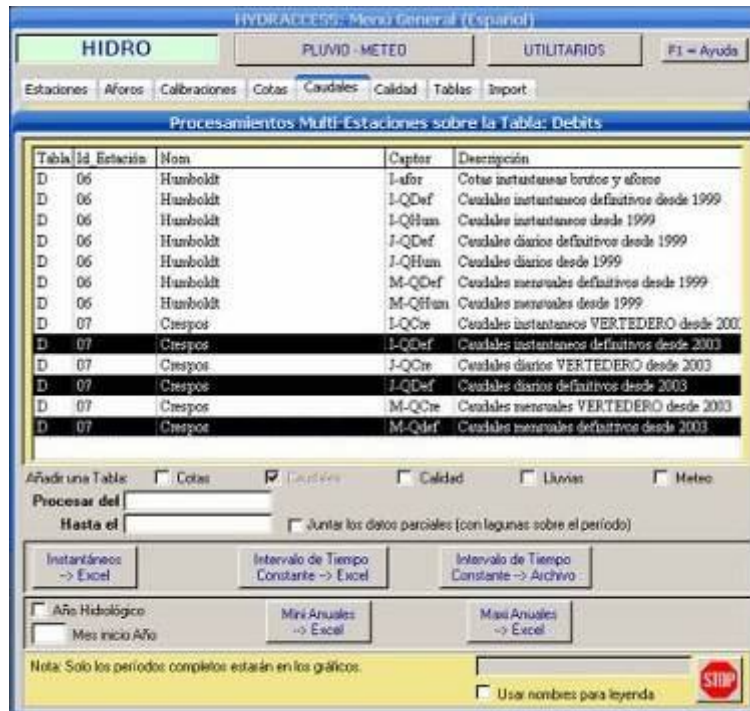 HYDRACCESS: Menú General (Español)
HIDRO PLUVIO - METEO UTILITARIOS F1 = Ayuda
Estaciones Aforos Calibraciones Cotas Caudales Calidad Tablas Import
Procesamientos Multi-Estaciones sobre la Tabla: Debits
Tabla Id_Estación Nom Captor Descripción
D 06 Humboldt I-afor Cotas instantaneas brutos y aforos
D 06 Humboldt I-QDef Caudales instantaneos definitivos desde 1999
D 06 Humboldt I-QHum Caudales instantaneos desde 1999
D 06 Humboldt J-QDef Caudales diarios definitivos desde 1999
D 06 Humboldt J-QHum Caudales diarios desde 1999
D 06 Humboldt M-QDef Caudales mensuales definitivos desde 1999
D 06 Humboldt M-QHum Caudales mensuales desde 1999
D 07 Crespos I-QCre Caudales instantaneos VERTEDERO desde 2003
D 07 Crespos I-QDef Caudales instantaneos definitivos desde 2003
D 07 Crespos J-QCre Caudales diarios VERTEDERO desde 2003
D 07 Crespos J-QDef Caudales diarios definitivos desde 2003
D 07 Crespos M-QCre Caudales mensuales VERTEDERO desde 2003
D 07 Crespos M-Qdef Caudales mensuales definitivos desde 2003
Añadir una Tabla: Cotas Caudales Calidad Lluvias Meteo
Procesar del
Hasta el Juntar los datos parciales (con lagunas sobre el período)
Instantáneos --> Excel Intervalo de Tiempo Constante --> Excel Intervalo de Tiempo Constante --> Archivo
Año Hidrológico
Mes inicio Año Mini Anuales --> Excel Maxi Anuales --> Excel
Nota: Solo los períodos completos estarán en los gráficos.
Usar nombres para leyenda STOP